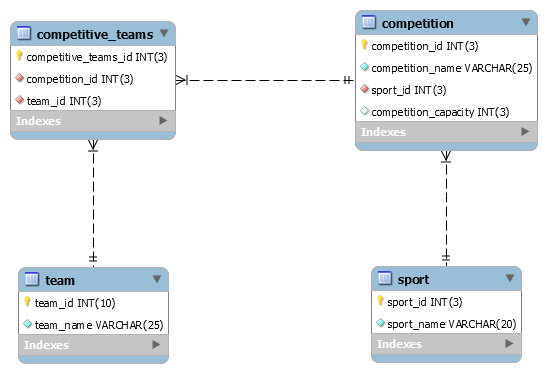 competitive_teams
competitive_teams_id INT(3)
competition_id INT(3)
team_id INT(3)
Indexes
competition
competition_id INT(3)
competition_name VARCHAR(25)
sport_id INT(3)
competition_capacity INT(3)
Indexes
team
team_id INT(10)
team_name VARCHAR(25)
Indexes
sport
sport_id INT(3)
sport_name VARCHAR(20)
Indexes